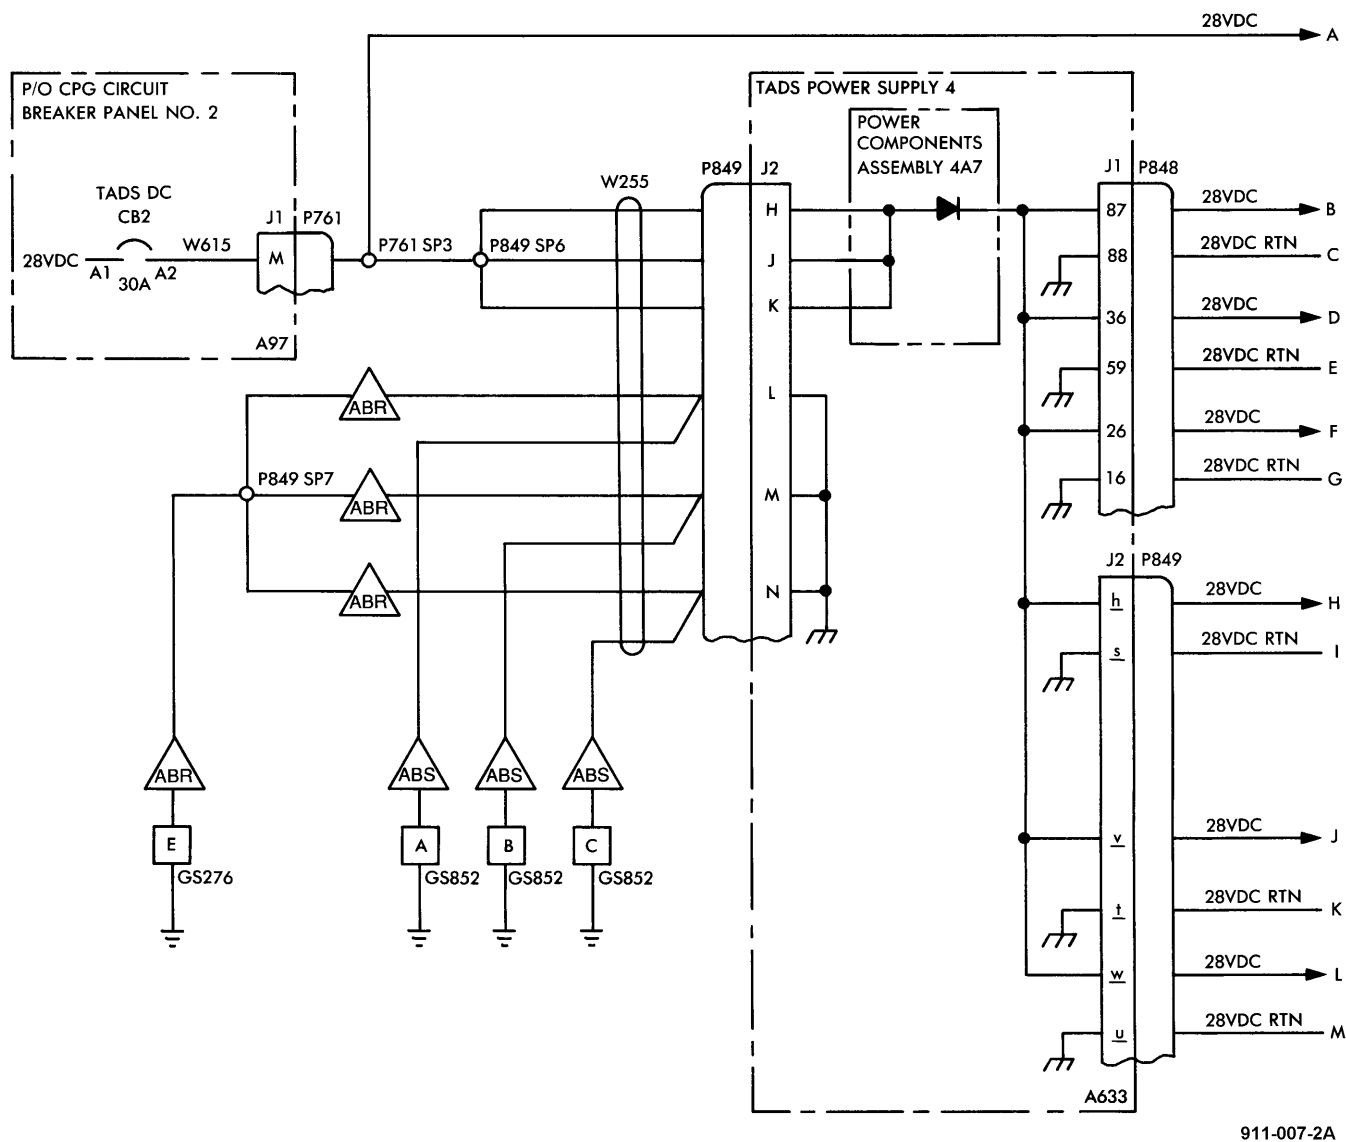 28VDC
A
P/O CPG CIRCUIT
BREAKER PANEL NO. 2
TADS DC
CB2
28VDC
A1
30A
A2
W615
J1
P761
M
A97
P761 SP3
P849 SP6
W255
TADS POWER SUPPLY 4
POWER
COMPONENTS
ASSEMBLY 4A7
P849
J2
H
J
K
L
M
N
J1
P848
87
28VDC
B
88
28VDC RTN
C
36
28VDC
D
59
28VDC RTN
E
26
28VDC
F
16
28VDC RTN
G
J2
P849
h
28VDC
H
s
28VDC RTN
I
v
28VDC
J
t
28VDC RTN
K
w
28VDC
L
u
28VDC RTN
M
A633
ABR
P849 SP7
ABR
ABR
ABR
ABS
ABS
ABS
E
A
B
C
GS276
GS852
GS852
GS852
911-007-2A